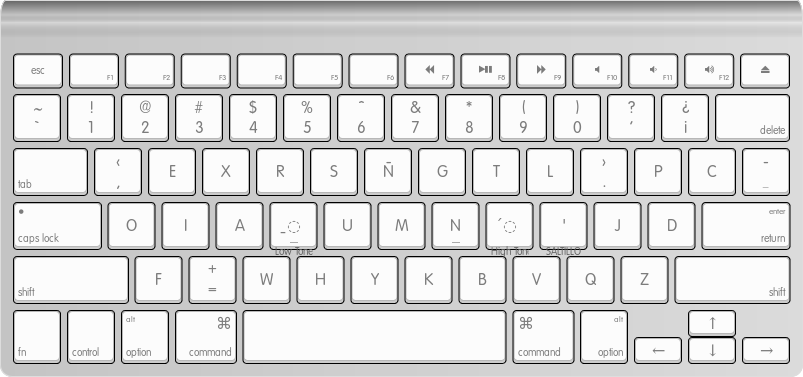 esc F1 F2 F3 F4 F5 F6 F7 F8 F9 F10 F11 F12
~ ! @ # $ % ˆ & * ( ) ? ¿
` 1 2 3 4 5 6 7 8 9 0 ´ ¡ delete
tab ‹ , E X R S Ñ G T L › . P C - _
caps lock O I A _◌ U M N ´◌ ' J D enter return
Low Tone High Tone SALTILLO
shift F + = W H Y K B V Q Z shift
fn control alt option ⌘ command ⌘ command alt option ← ↑ ↓ →